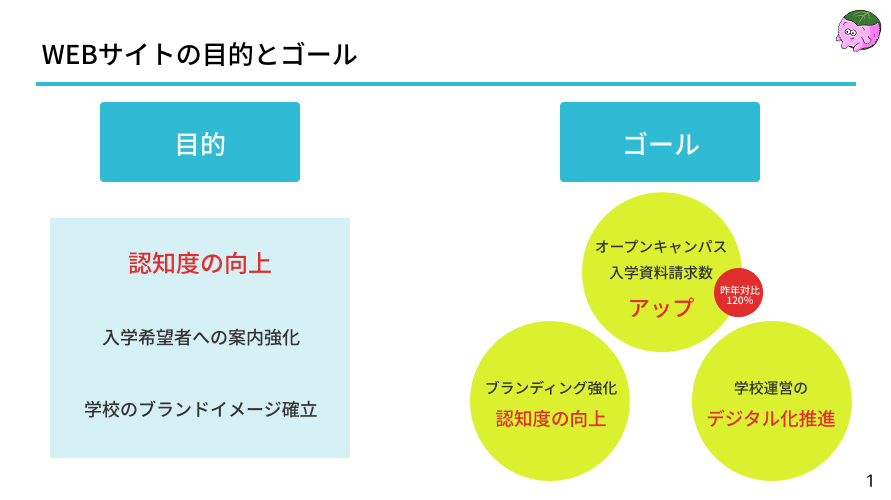 WEBサイトの目的とゴール
目的
認知度の向上
入学希望者への案内強化
学校のブランドイメージ確立
ゴール
オープンキャンパス
入学資料請求数
アップ
昨年対比
120%
ブランディング強化
認知度の向上
学校運営の
デジタル化推進
1